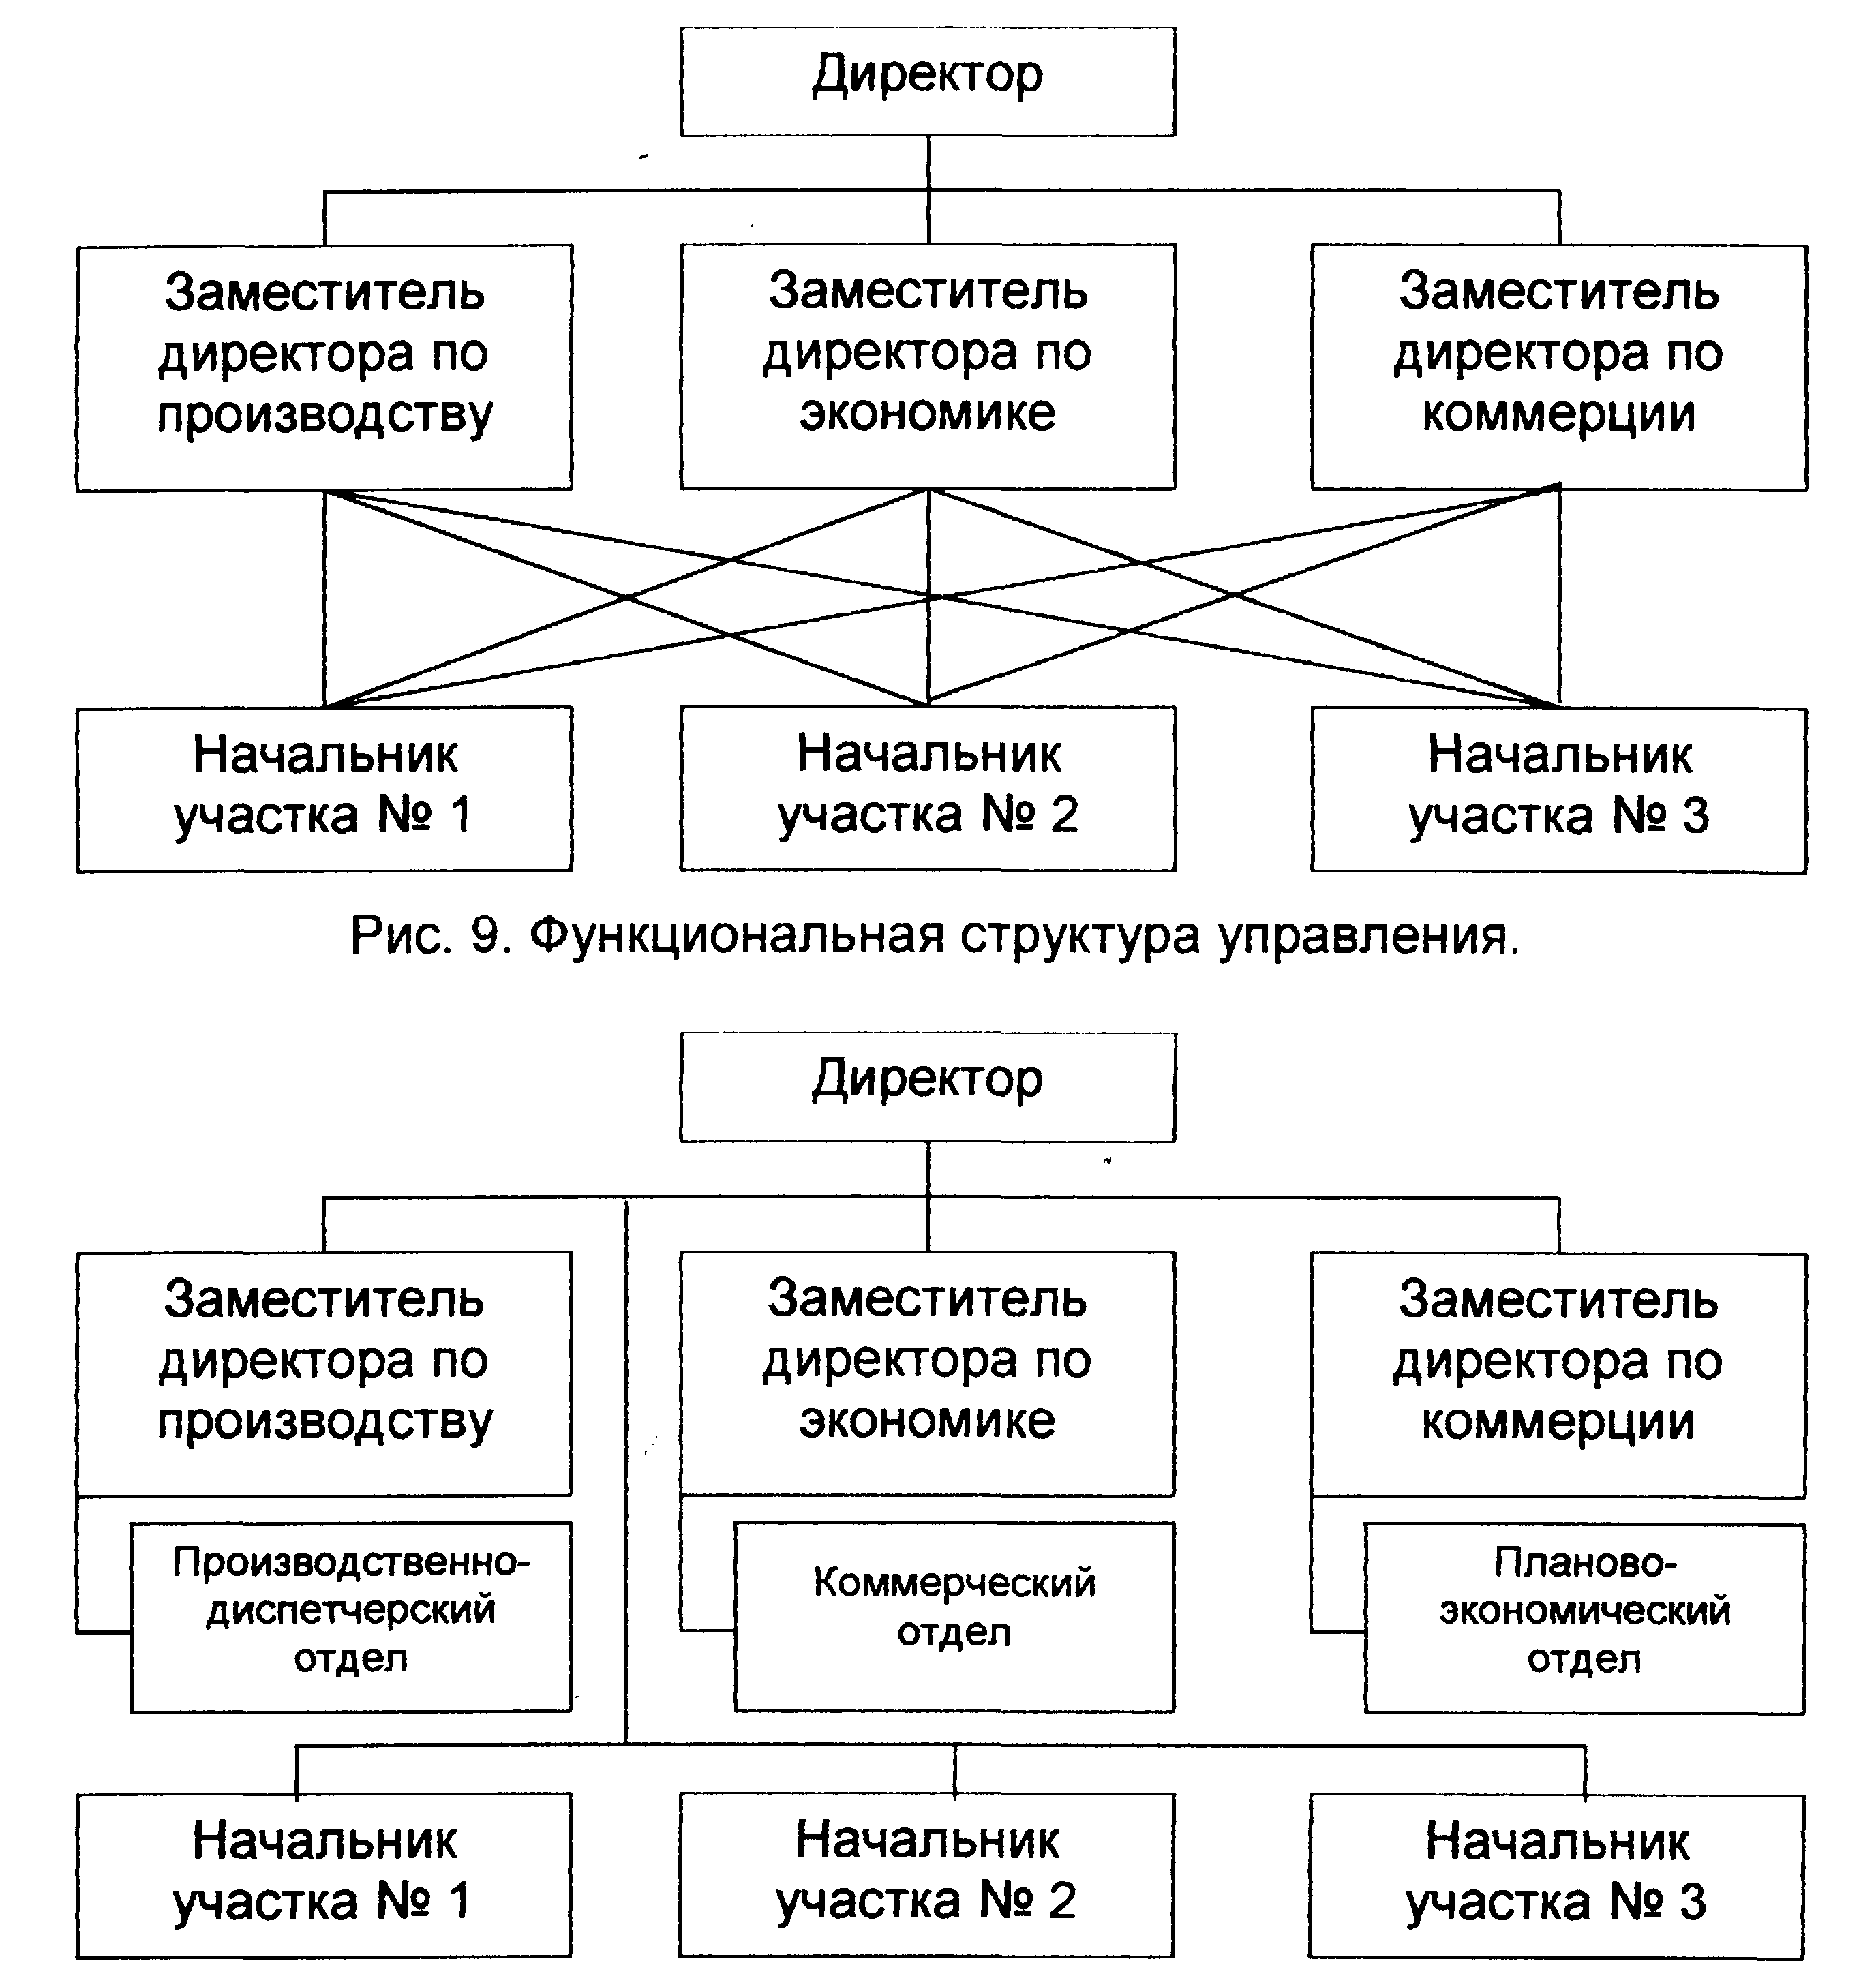 Директор
Заместитель
директора по
производству
Заместитель
директора по
экономике
Заместитель
директора по
коммерции
Начальник
участка № 1
Начальник
участка № 2
Начальник
участка № 3
Рис. 9. Функциональная структура управления.
Директор
Заместитель
директора по
производству
Заместитель
директора по
экономике
Заместитель
директора по
коммерции
Производственно-
диспетчерский
отдел
Коммерческий
отдел
Планово-
экономический
отдел
Начальник
участка № 1
Начальник
участка № 2
Начальник
участка № 3